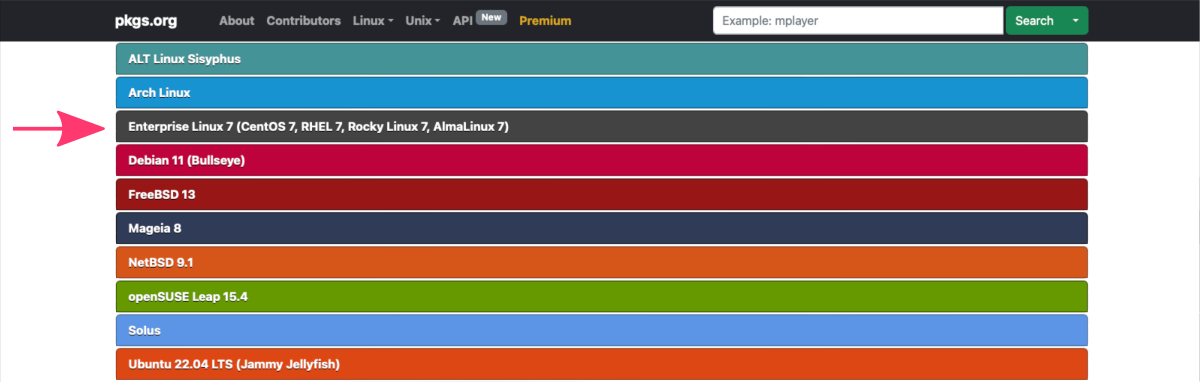 pkgs.org About Contributors Linux Unix API New Premium Example: mplayer Search
ALT Linux Sisyphus
Arch Linux
Enterprise Linux 7 (CentOS 7, RHEL 7, Rocky Linux 7, AlmaLinux 7)
Debian 11 (Bullseye)
FreeBSD 13
Mageia 8
NetBSD 9.1
openSUSE Leap 15.4
Solus
Ubuntu 22.04 LTS (Jammy Jellyfish)